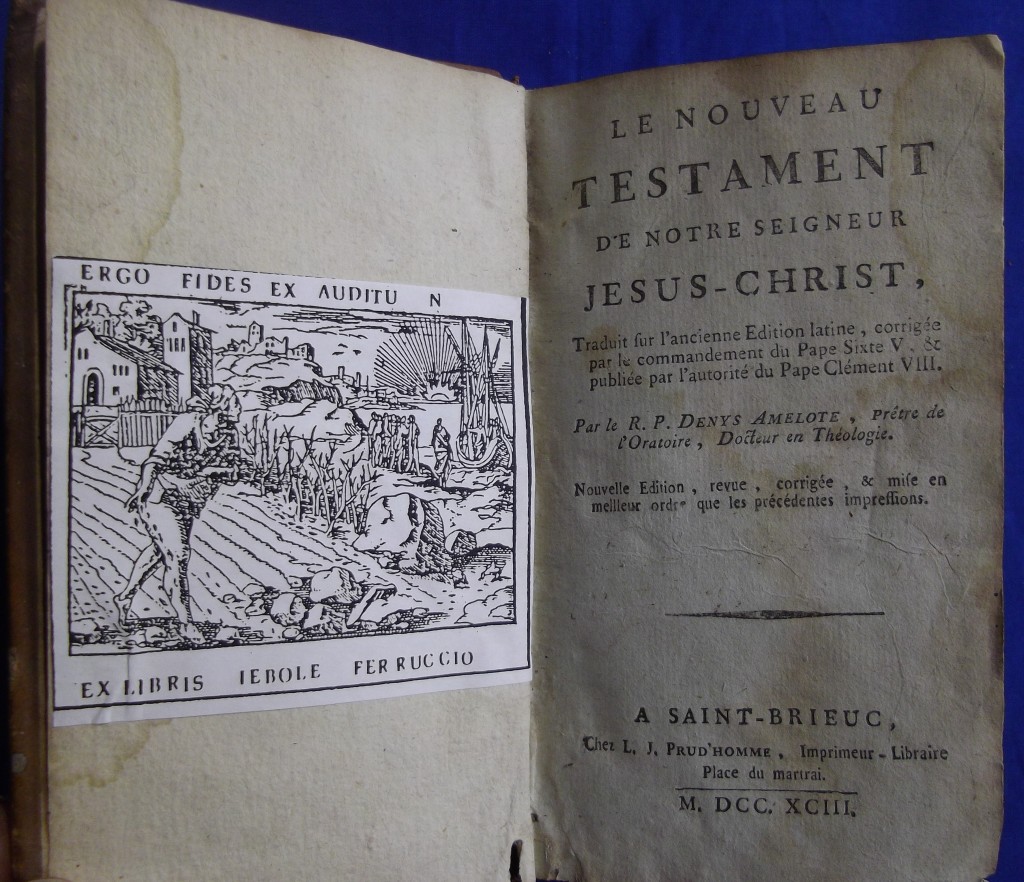 ERGO FIDES EX AUDITU N
EX LIBRIS IEBOLE FERRUCCIO
LE NOUVEAU
TESTAMENT
DE NOTRE SEIGNEUR
JESUS-CHRIST,
Traduit ſur l'ancienne Edition latine, corrigée
par le commandement du Pape Sixte V. &
publiée par l'autorité du Pape Clément VIII.
Par le R. P. DENYS AMELOTE, Prêtre de
l'Oratoire, Docteur en Théologie.
Nouvelle Edition, revue, corrigée, & miſe en
meilleur ordre que les précédentes impreſſions.
A SAINT-BRIEUC,
Chez L. J. PRUD'HOMME, Imprimeur-Libraire
Place du martrai.
M. DCC. XCIII.